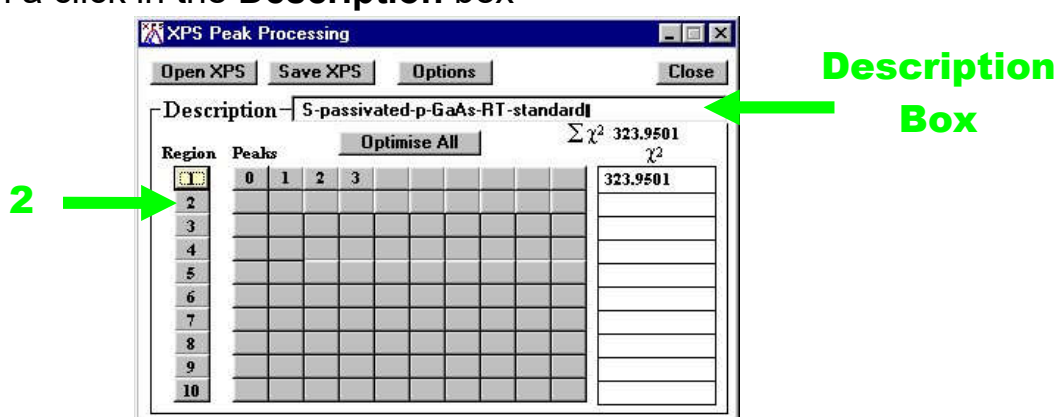 a click in the Description box
XPS Peak Processing
Open XPS Save XPS Options Close
Description
Box
Description S-passivated-p-GaAs-RT-standard
Optimise All
∑χ² 323.9501
Region Peaks χ²
1 0 1 2 3 323.9501
2
2
3
4
5
6
7
8
9
10